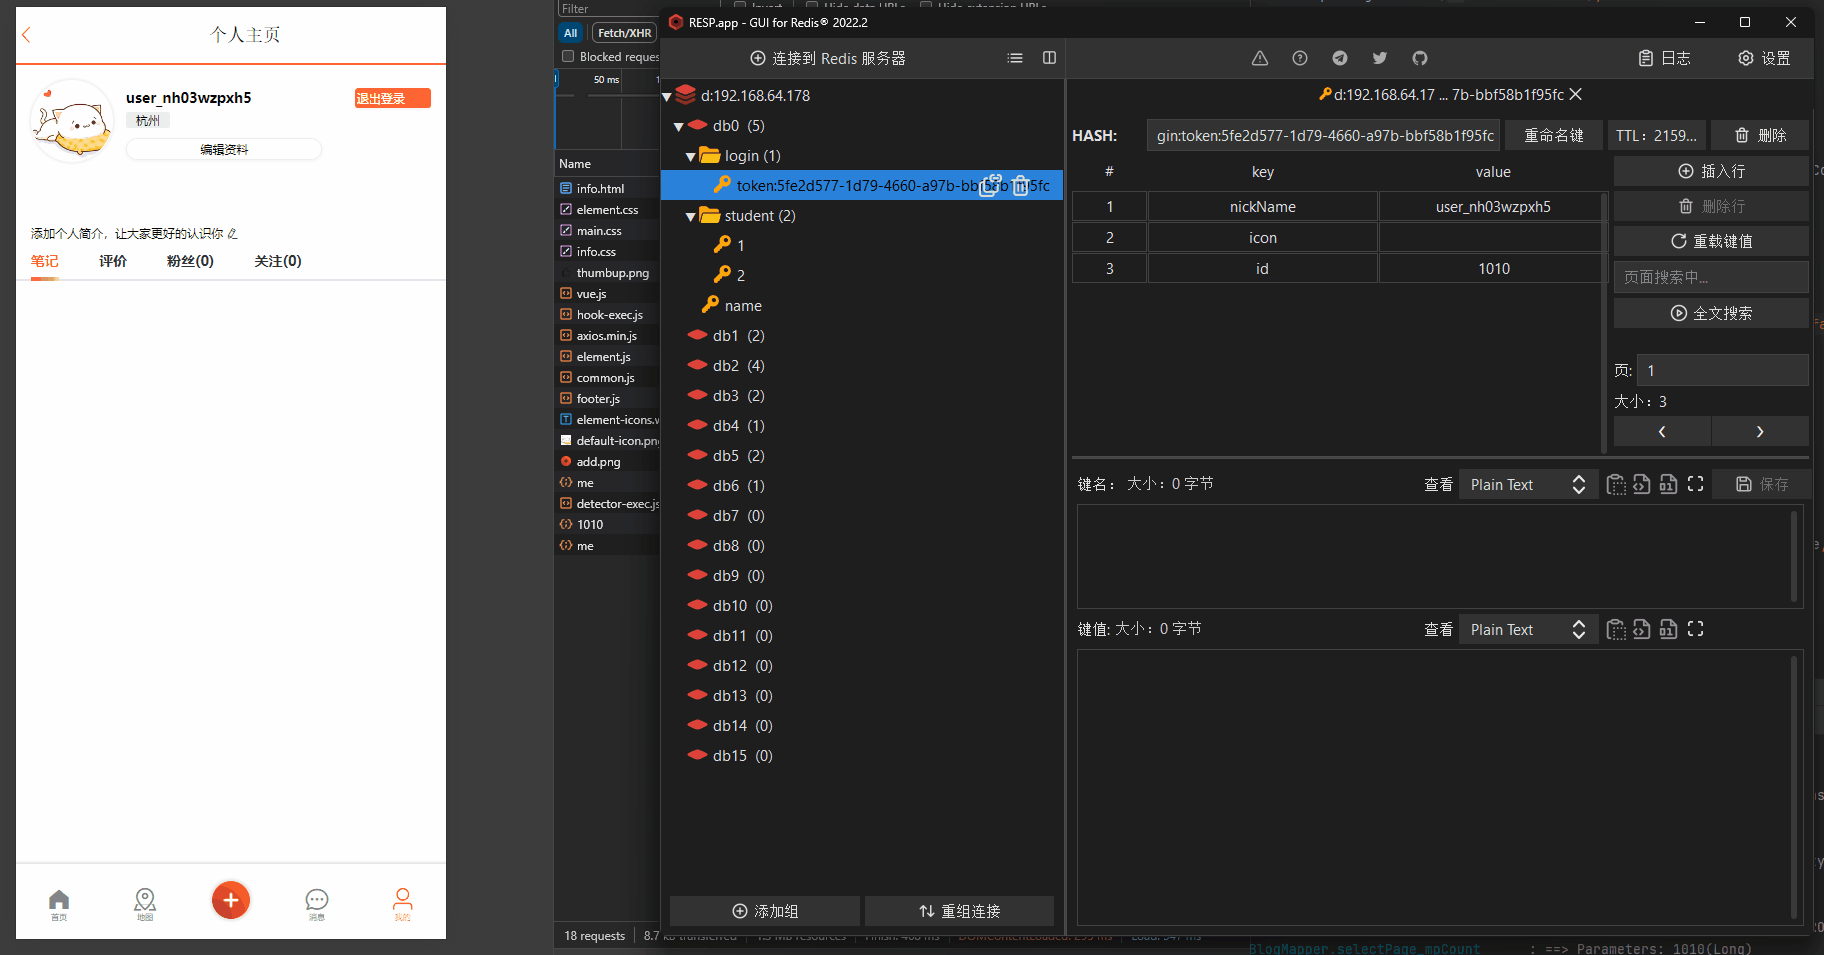 个人主页
user_nh03wzpxh5
退出登录
杭州
编辑资料
添加个人简介，让大家更好的认识你
笔记 评价 粉丝(0) 关注(0)
首页 地图 消息 我的
Filter
All Fetch/XHR
Blocked reques
50 ms
Name
info.html
element.css
main.css
info.css
thumbup.png
vue.js
hook-exec.js
axios.min.js
element.js
common.js
footer.js
element-icons.w
default-icon.png
add.png
me
detector-exec.js
1010
me
18 requests
RESP.app - GUI for Redis® 2022.2
连接到 Redis 服务器
日志 设置
d:192.168.64.178
db0 (5)
login (1)
token:5fe2d577-1d79-4660-a97b-bbf58b1f95fc
student (2)
1
2
name
db1 (2)
db2 (4)
db3 (2)
db4 (1)
db5 (2)
db6 (1)
db7 (0)
db8 (0)
db9 (0)
db10 (0)
db11 (0)
db12 (0)
db13 (0)
db14 (0)
db15 (0)
添加组 重组连接
d:192.168.64.17 ... 7b-bbf58b1f95fc
HASH: gin:token:5fe2d577-1d79-4660-a97b-bbf58b1f95fc 重命名键 TTL：2159... 删除
# key value
1 nickName user_nh03wzpxh5
2 icon
3 id 1010
插入行
删除行
重载键值
页面搜索中...
全文搜索
页: 1
大小：3
键名： 大小：0 字节 查看 Plain Text 保存
键值: 大小：0 字节 查看 Plain Text
BlogMapper.selectPage_mpCount : ==> Parameters: 1010(Long)